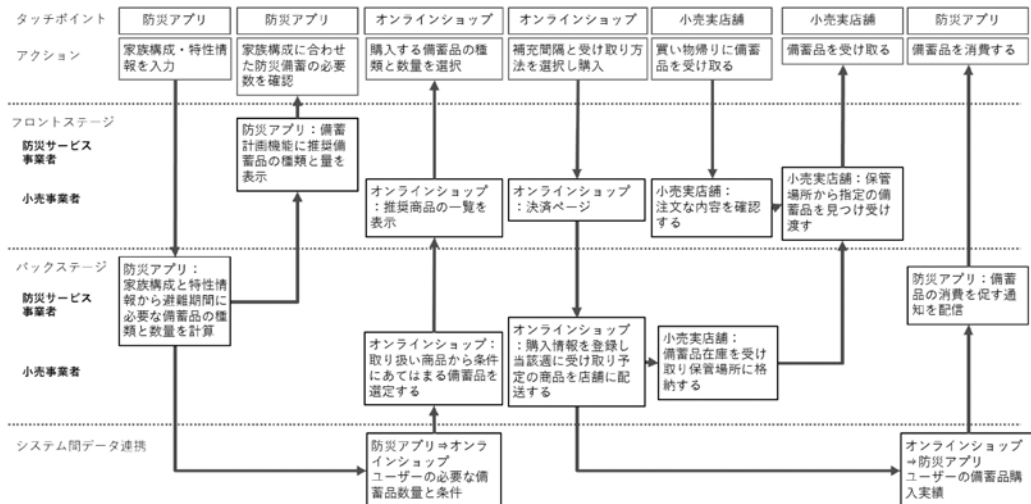 タッチポイント
防災アプリ
防災アプリ
オンラインショップ
オンラインショップ
小売実店舗
小売実店舗
防災アプリ
アクション
家族構成・特性情
報を入力
家族構成に合わせ
た防災備蓄の必要
数を確認
購入する備蓄品の種
類と数量を選択
補充間隔と受け取り方
法を選択し購入
買い物帰りに備蓄
品を受け取る
備蓄品を受け取る
備蓄品を消費する
フロントステージ
防災サービス
事業者
防災アプリ：備蓄
計画機能に推奨備
蓄品の種類と量を
表示
小売事業者
オンラインショップ
：推奨商品の一覧を
表示
オンラインショップ
：決済ページ
小売実店舗：
注文な内容を確認
する
小売実店舗：保管
場所から指定の備
蓄品を見つけ受け
渡す
バックステージ
防災サービス
事業者
防災アプリ：
家族構成と特性情
報から避難期間に
必要な備蓄品の種
類と数量を計算
防災アプリ：備蓄
品の消費を促す通
知を配信
小売事業者
オンラインショップ：
取り扱い商品から条件
にあてはまる備蓄品を
選定する
オンラインショップ
：購入情報を登録し
当該週に受け取り予
定の商品を店舗に配
送する
小売実店舗：
備蓄品在庫を受け
取り保管場所に格
納する
システム間データ連携
防災アプリ⇒オンラ
インショップ
ユーザーの必要な備
蓄品数量と条件
オンラインショップ
⇒防災アプリ
ユーザーの備蓄品購
入実績